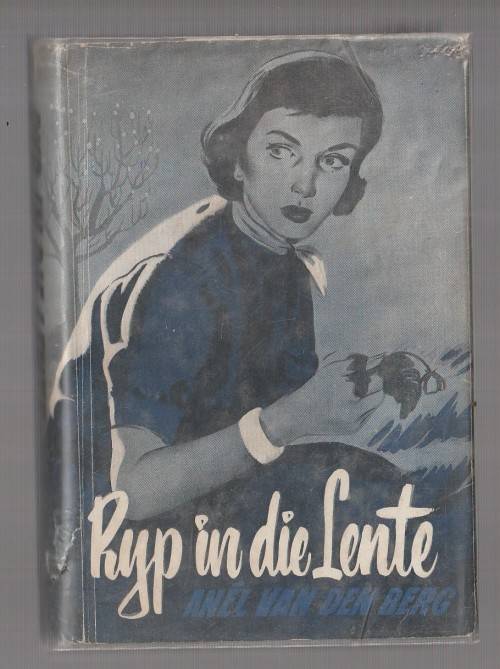 Ryp in die Lente
ANEL VAN DEN BERG